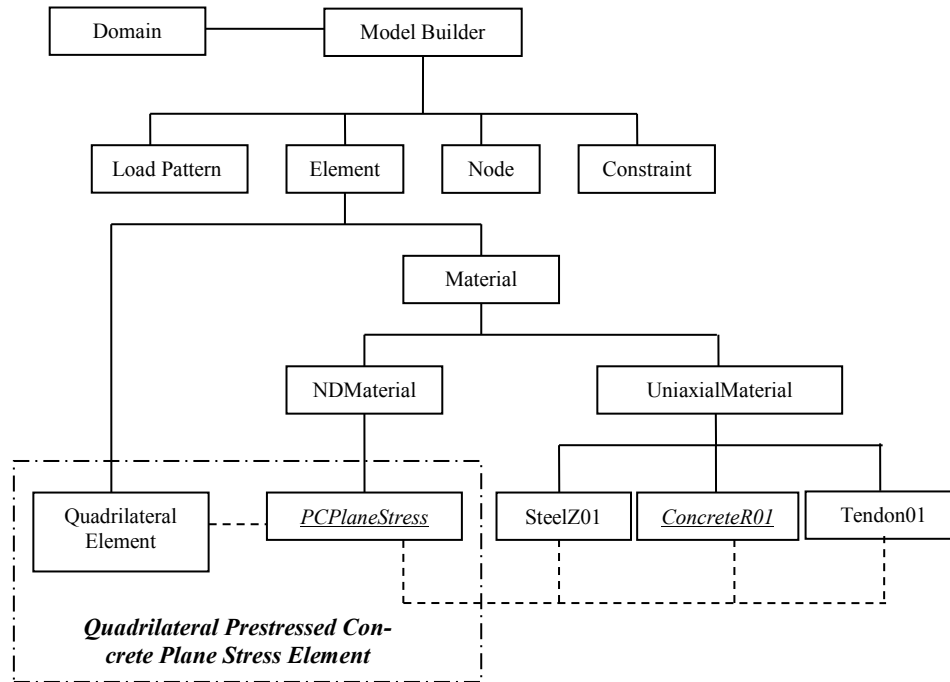 Domain
Model Builder
Load Pattern
Element
Node
Constraint
Material
NDMaterial
UniaxialMaterial
Quadrilateral
Element
PCPlaneStress
SteelZ01
ConcreteR01
Tendon01
Quadrilateral Prestressed Con-
crete Plane Stress Element